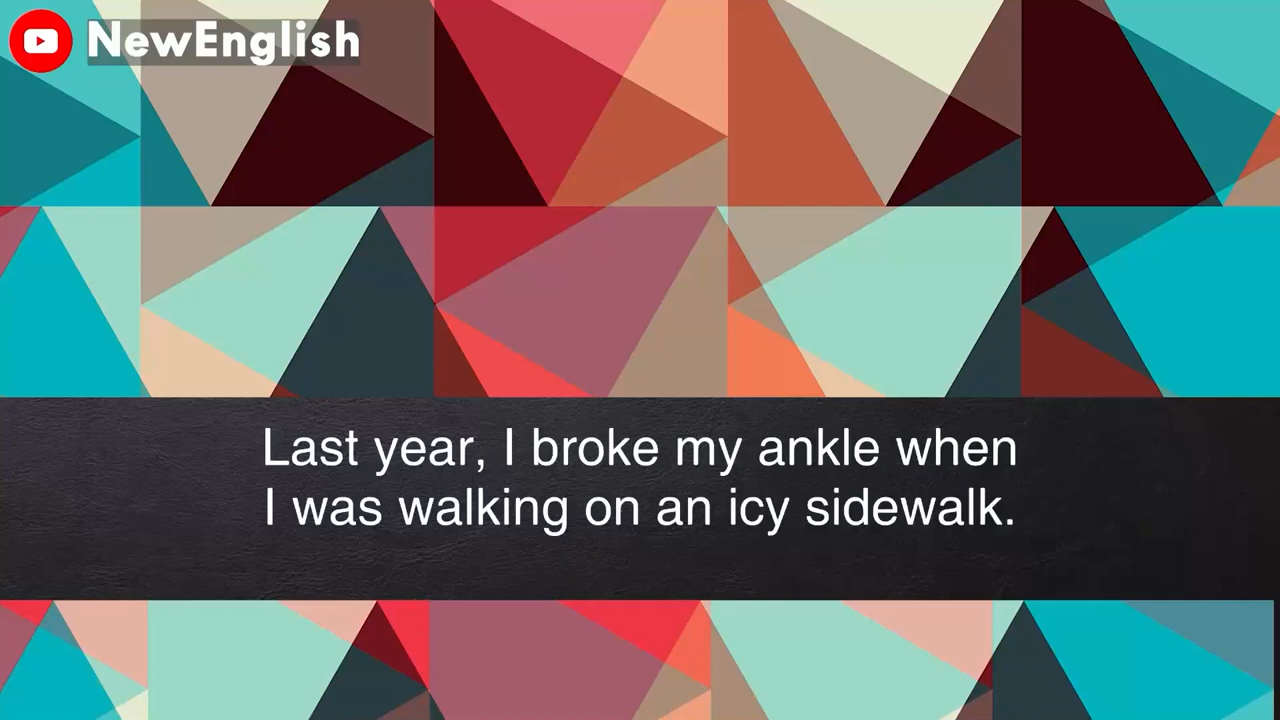 NewEnglish
Last year, I broke my ankle when
I was walking on an icy sidewalk.